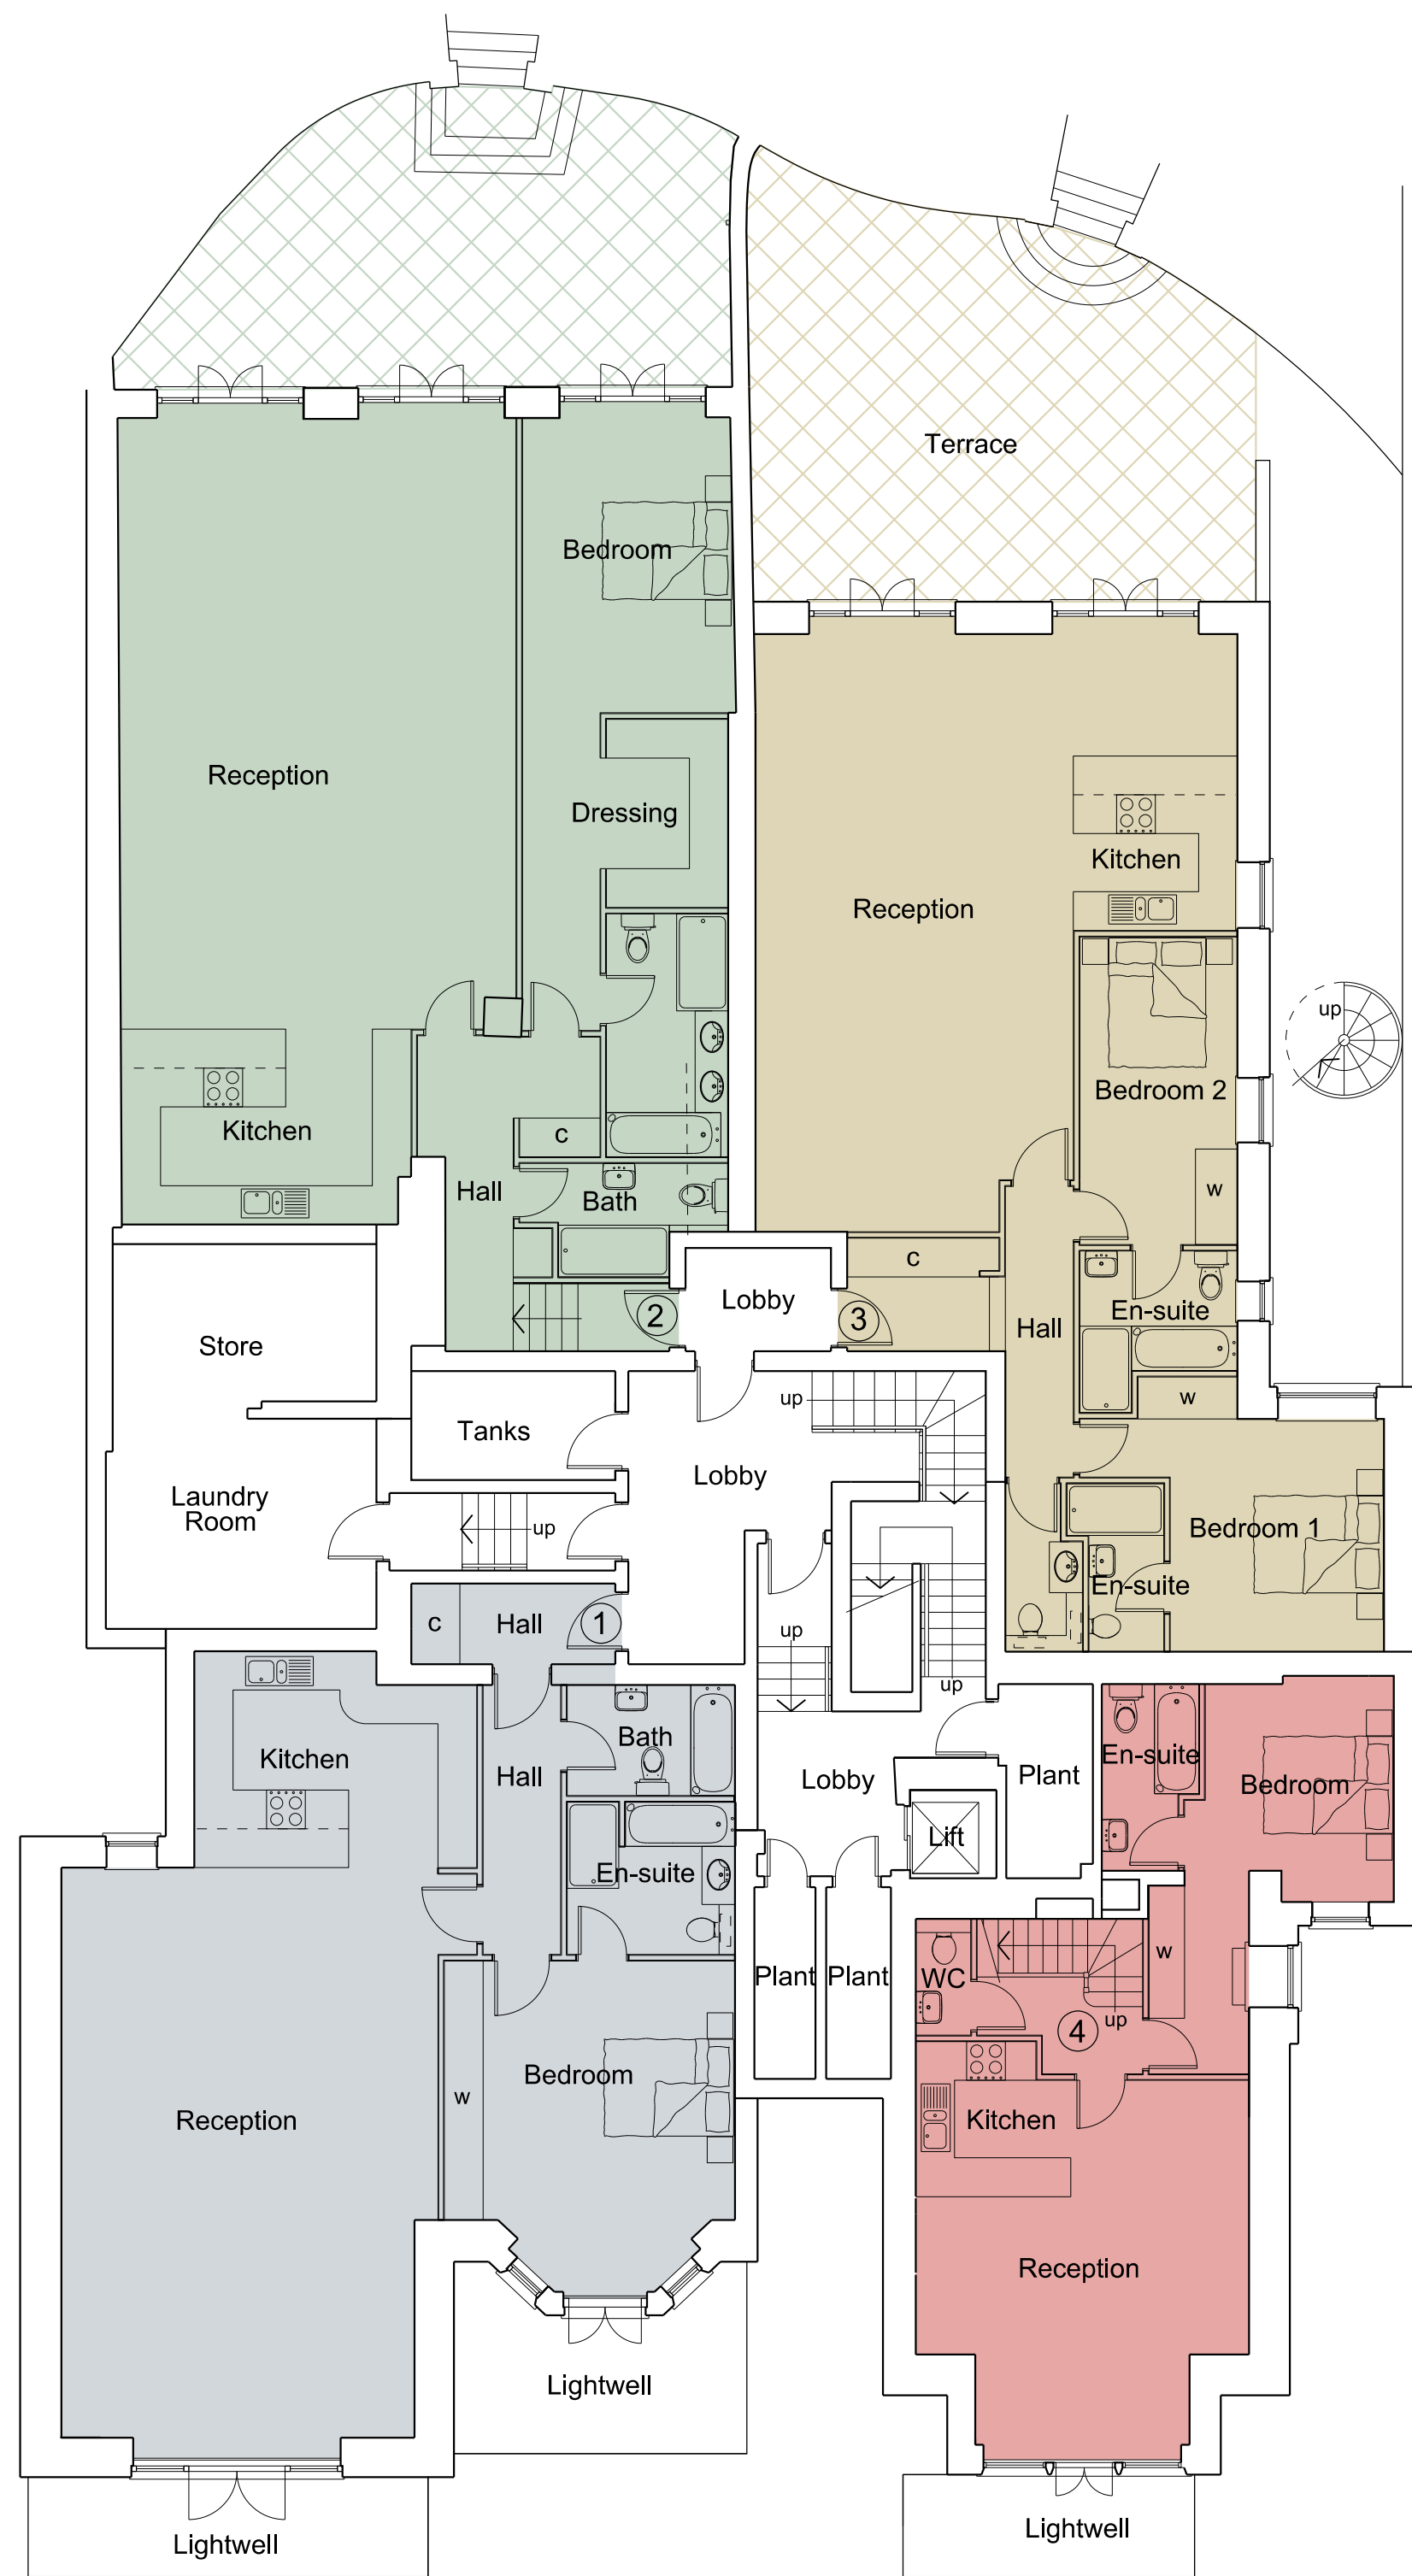 Terrace
Bedroom
Reception
Dressing
Kitchen
Reception
up
Bedroom 2
Kitchen
c
Hall
Bath
w
c
2
Lobby
3
En-suite
Hall
Store
w
up
Tanks
Lobby
Laundry
Room
up
Bedroom 1
En-suite
c
Hall
1
up
up
Bath
Kitchen
Hall
Lobby
Plant
En-suite
Bedroom
Lift
En-suite
Plant
Plant
WC
w
4
up
Bedroom
w
Reception
Kitchen
Reception
Lightwell
Lightwell
Lightwell